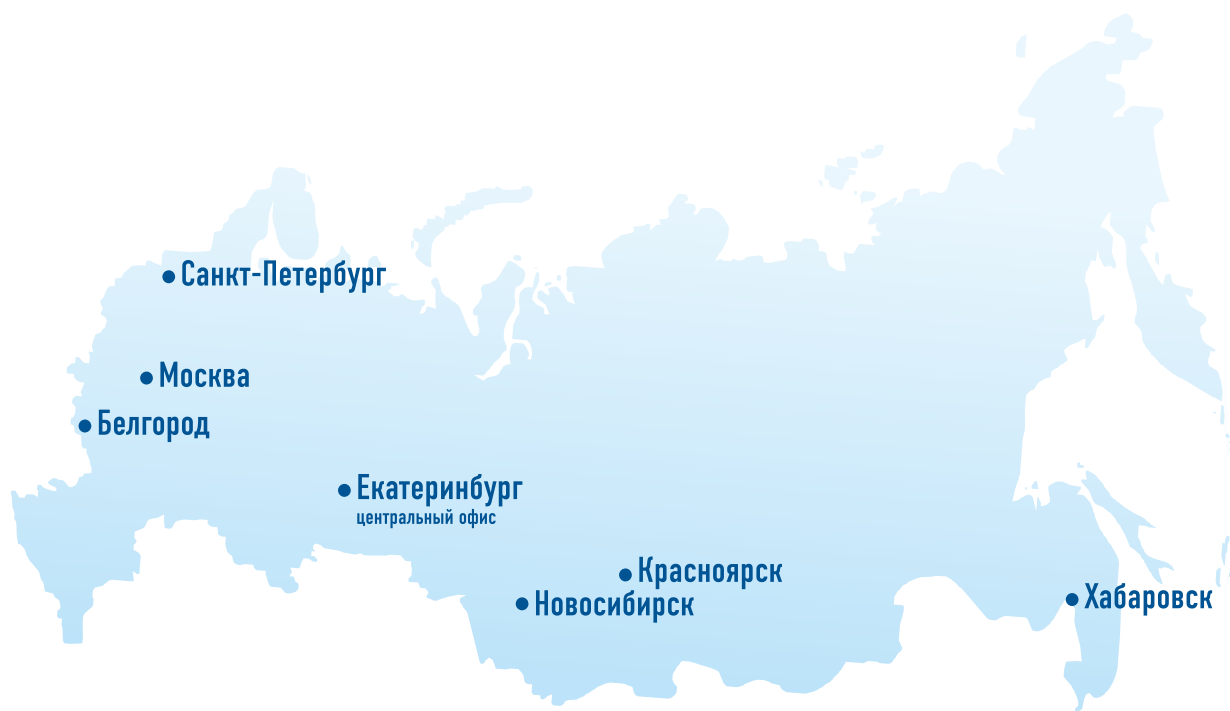 Санкт-Петербург
Москва
Белгород
Екатеринбург
центральный офис
Красноярск
Новосибирск
Хабаровск